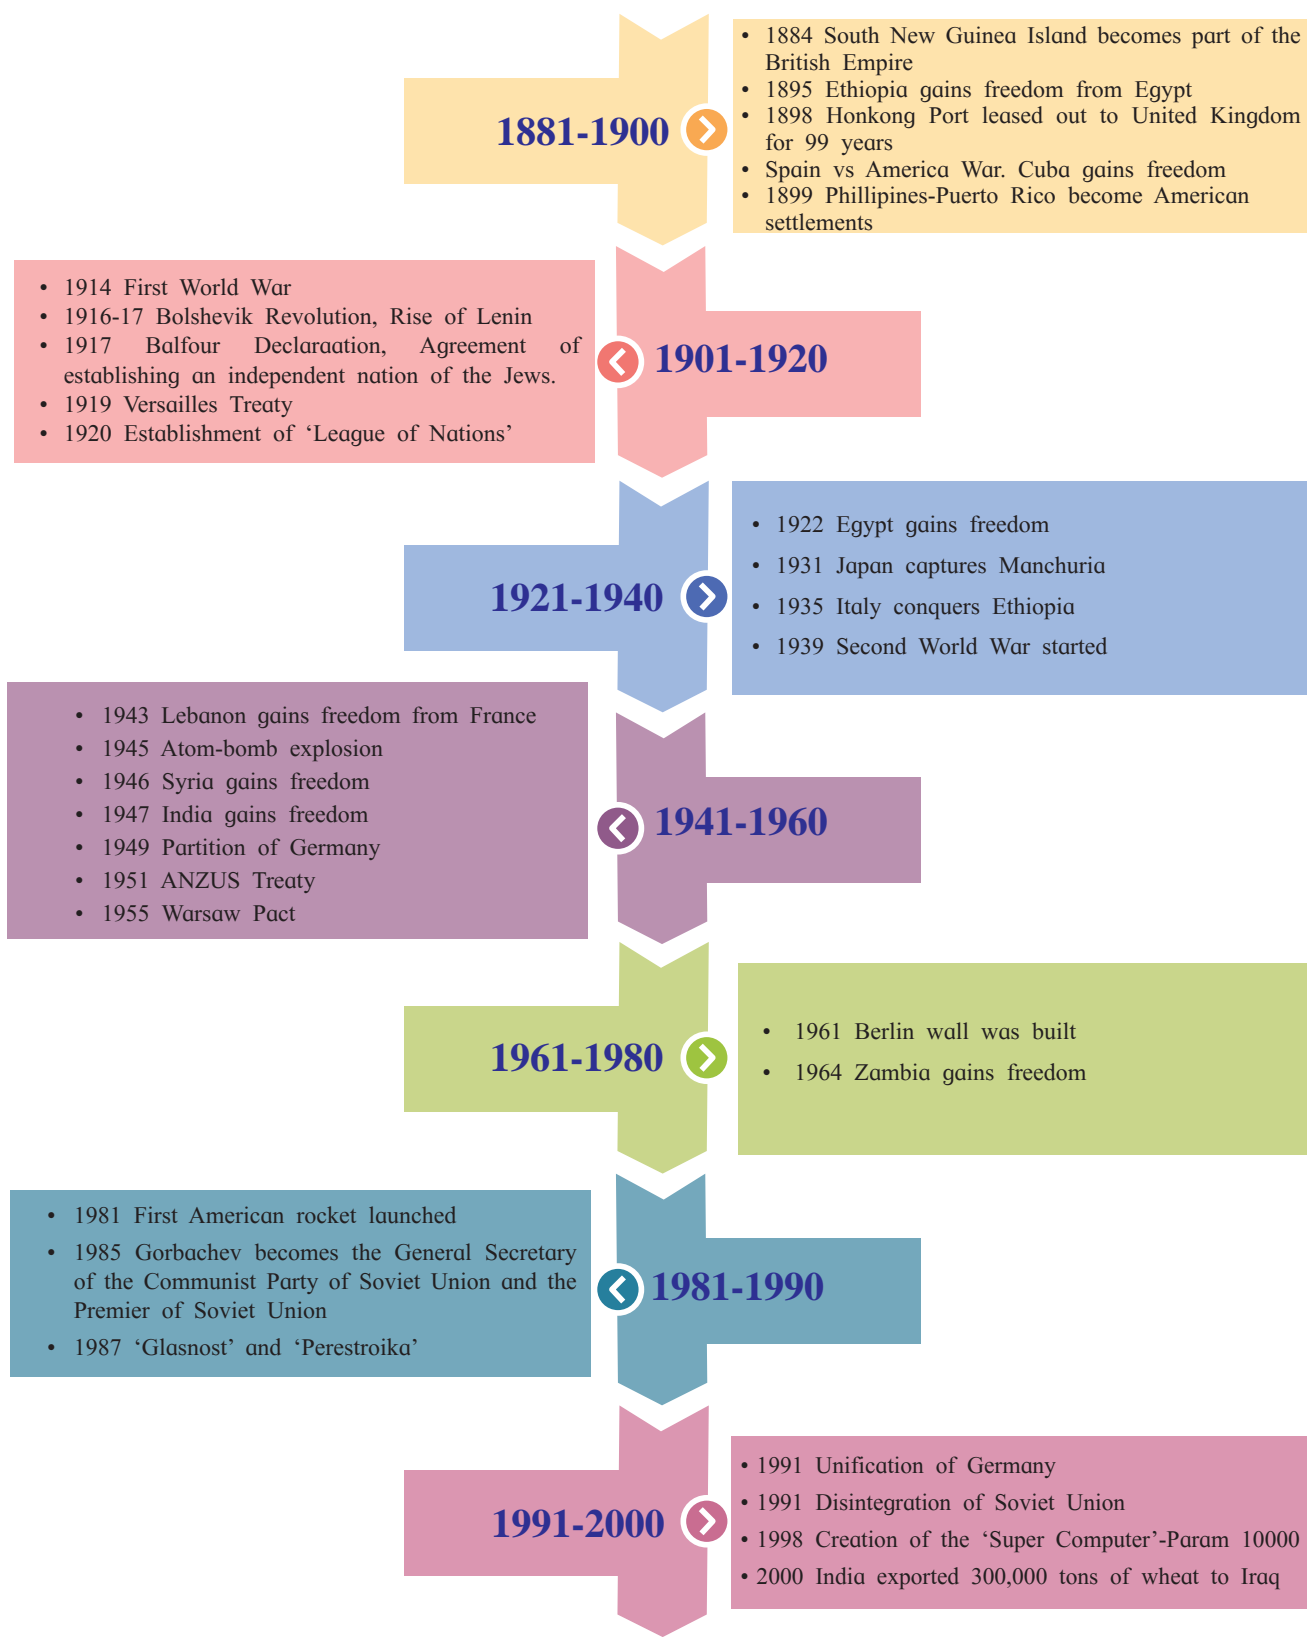 1881-1900
• 1884 South New Guinea Island becomes part of the
British Empire
• 1895 Ethiopia gains freedom from Egypt
• 1898 Honkong Port leased out to United Kingdom
for 99 years
• Spain vs America War. Cuba gains freedom
• 1899 Phillipines-Puerto Rico become American
settlements
1901-1920
• 1914 First World War
• 1916-17 Bolshevik Revolution, Rise of Lenin
• 1917 Balfour Declaraation, Agreement of
establishing an independent nation of the Jews.
• 1919 Versailles Treaty
• 1920 Establishment of ‘League of Nations’
1921-1940
• 1922 Egypt gains freedom
• 1931 Japan captures Manchuria
• 1935 Italy conquers Ethiopia
• 1939 Second World War started
1941-1960
• 1943 Lebanon gains freedom from France
• 1945 Atom-bomb explosion
• 1946 Syria gains freedom
• 1947 India gains freedom
• 1949 Partition of Germany
• 1951 ANZUS Treaty
• 1955 Warsaw Pact
1961-1980
• 1961 Berlin wall was built
• 1964 Zambia gains freedom
1981-1990
• 1981 First American rocket launched
• 1985 Gorbachev becomes the General Secretary
of the Communist Party of Soviet Union and the
Premier of Soviet Union
• 1987 ‘Glasnost’ and ‘Perestroika’
1991-2000
• 1991 Unification of Germany
• 1991 Disintegration of Soviet Union
• 1998 Creation of the ‘Super Computer’-Param 10000
• 2000 India exported 300,000 tons of wheat to Iraq